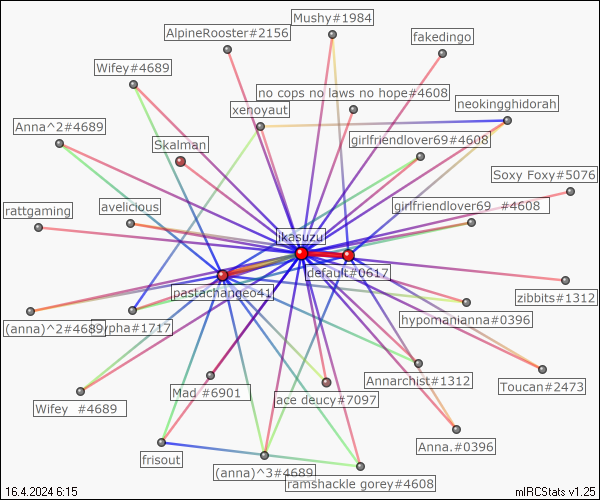 Mushy#1984
AlpineRooster#2156
fakedingo
Wifey#4689
no cops no laws no hope#4608
xenoyaut
neokingghidorah
Anna^2#4689
Skalman
girlfriendlover69#4608
Soxy Foxy#5076
rattgaming
avelicious
girlfriendlover69 #4608
ikasuzu
default#0617
pastachangeo41
zibbits#1312
hypomanianna#0396
(anna)^2#4689
ypha#1717
Annarchist#1312
Toucan#2473
Mad #6901
ace deucy#7097
Wifey #4689
Anna.#0396
frisout
(anna)^3#4689
ramshackle gorey#4608
16.4.2024 6:15
mIRCStats v1.25